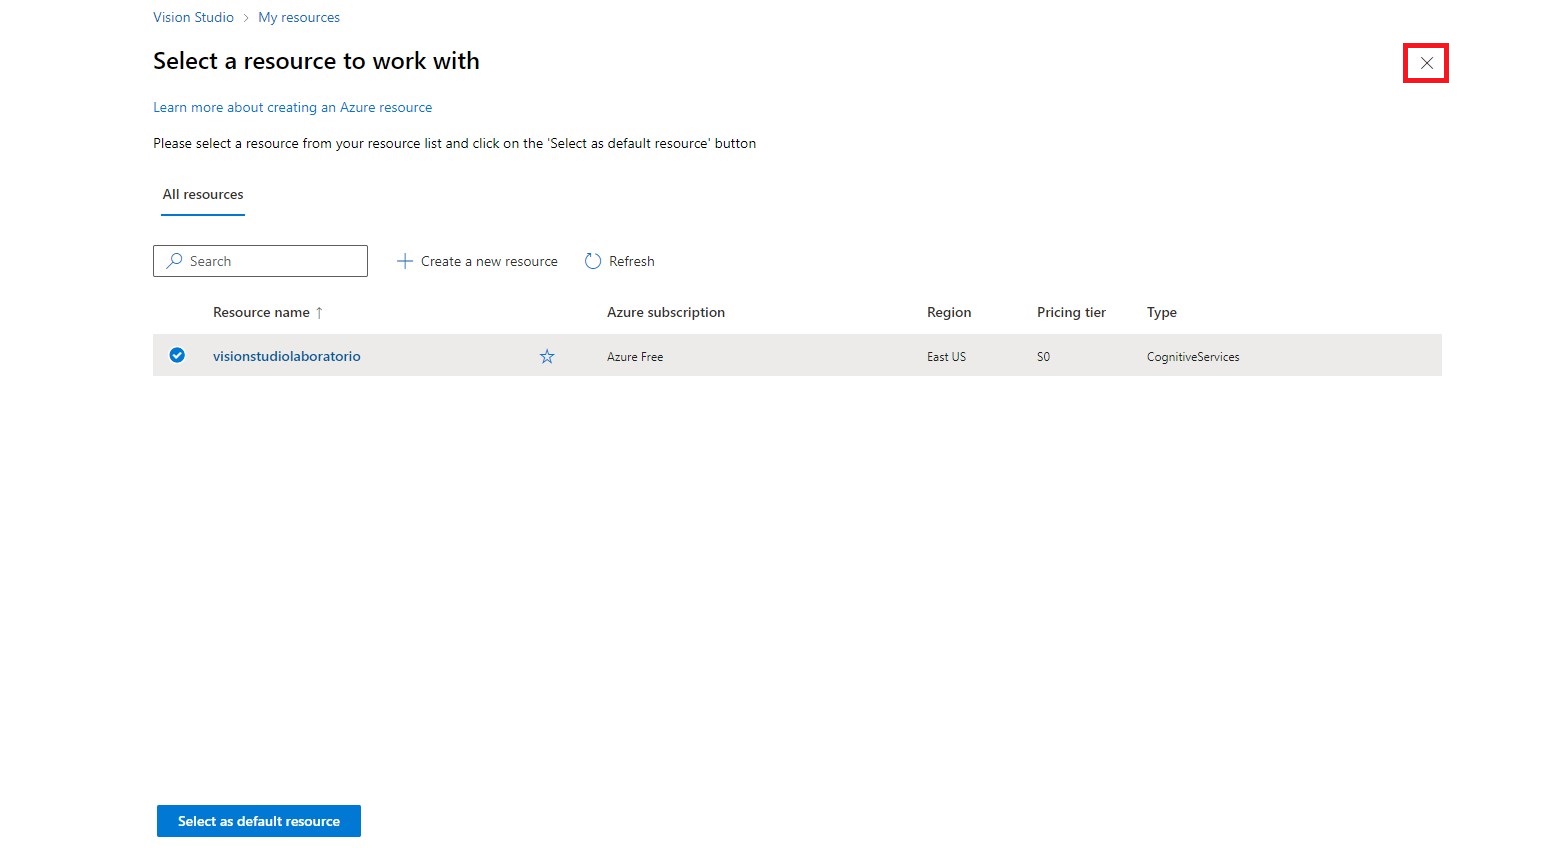 Vision Studio > My resources
Select a resource to work with
Learn more about creating an Azure resource
Please select a resource from your resource list and click on the 'Select as default resource' button
All resources
Search Create a new resource Refresh
Resource name ↑ Azure subscription Region Pricing tier Type
visionstudiolaboratorio Azure Free East US S0 CognitiveServices
Select as default resource